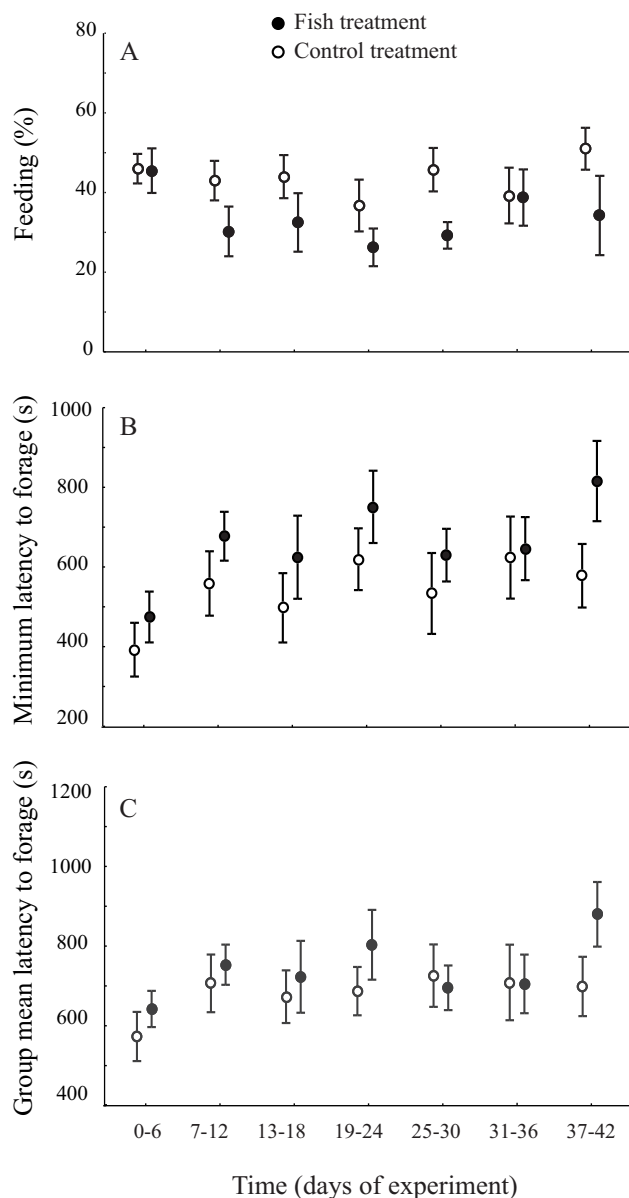 Fish treatment
Control treatment
A
Feeding (%)
80
60
40
20
0
B
Minimum latency to forage (s)
1000
800
600
400
200
C
Group mean latency to forage (s)
1200
1000
800
600
400
0-6 7-12 13-18 19-24 25-30 31-36 37-42
Time (days of experiment)